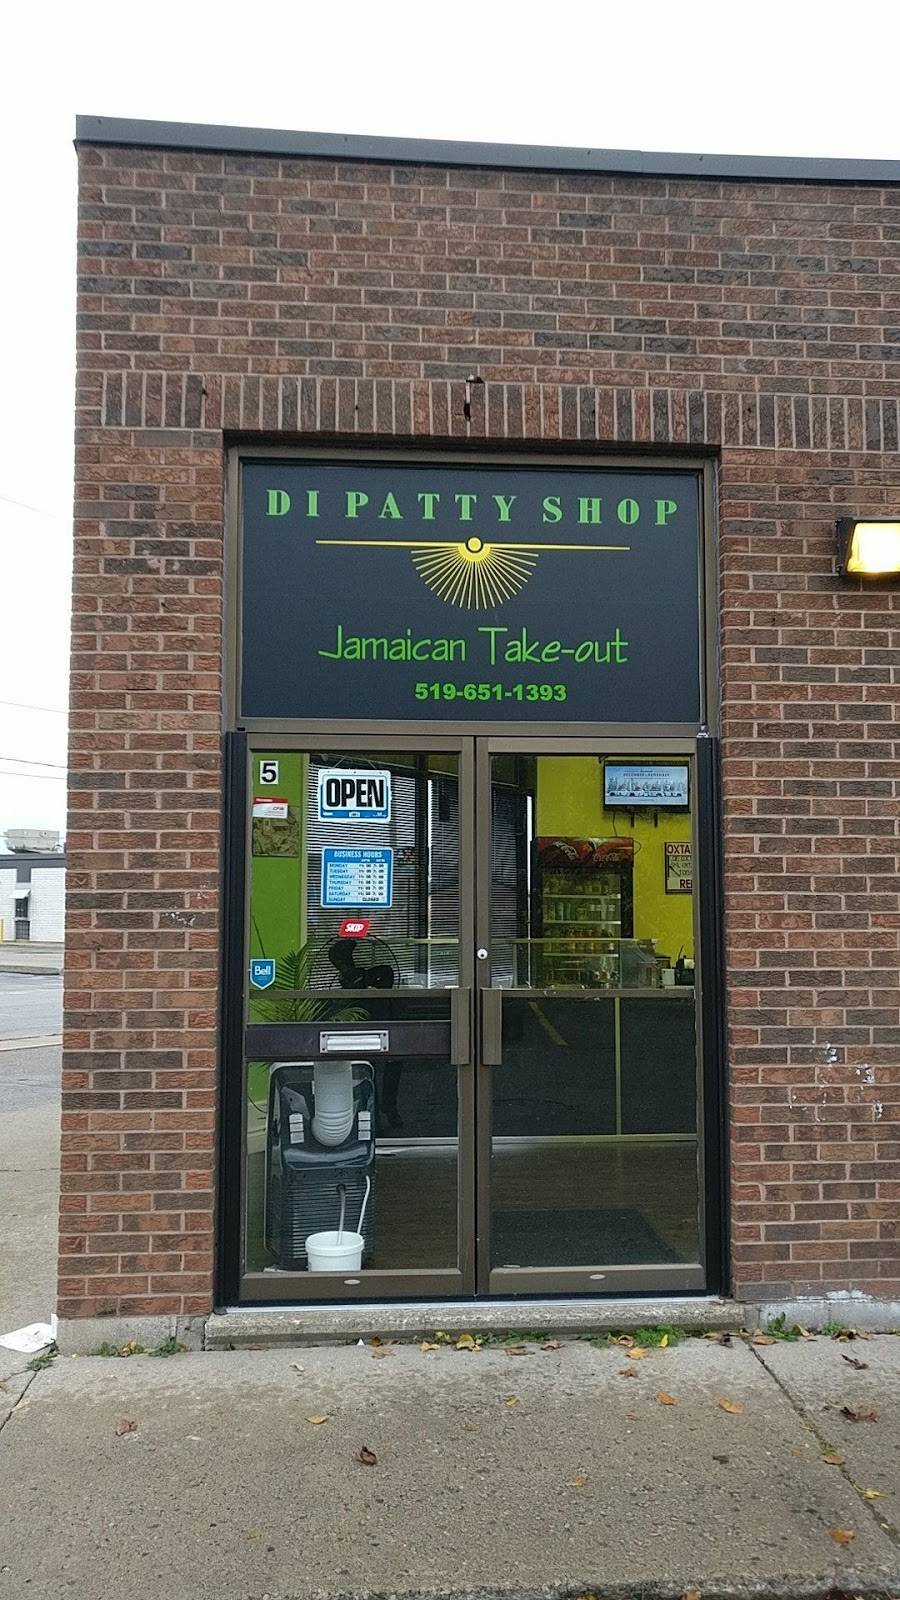 DI PATTY SHOP
Jamaican Take-out
519-651-1393
5
OPEN
BUSINESS HOURS
MONDAY
TUESDAY
WEDNESDAY
THURSDAY
FRIDAY
SATURDAY
SUNDAY CLOSED
SKIP
Bell
OXTA